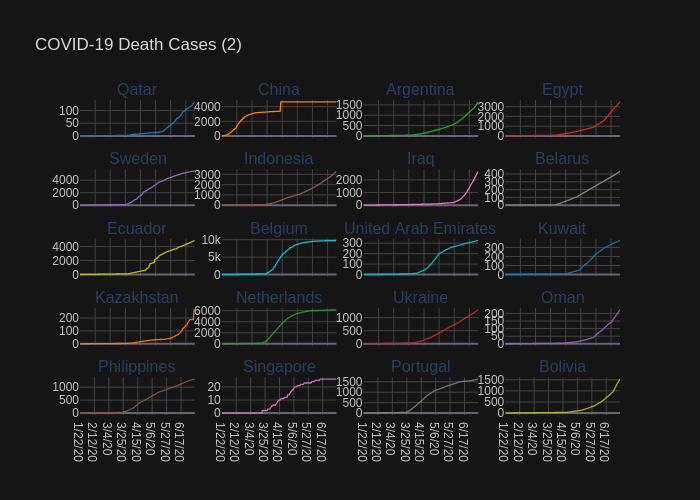 COVID-19 Death Cases (2)
Qatar China Argentina Egypt
100 50 0 4000 2000 0 1500 1000 500 0 3000 2000 1000 0
Sweden Indonesia Iraq Belarus
4000 2000 0 3000 2000 1000 0 2000 0 400 300 200 100 0
Ecuador Belgium United Arab Emirates Kuwait
4000 2000 0 10k 5k 0 300 200 100 0 300 200 100 0
Kazakhstan Netherlands Ukraine Oman
200 100 0 6000 4000 2000 0 1000 500 0 200 150 100 50 0
Philippines Singapore Portugal Bolivia
1000 500 0 20 10 0 1500 1000 500 0 1500 1000 500 0
1/22/20 2/12/20 3/4/20 3/25/20 4/15/20 5/6/20 5/27/20 6/17/20 1/22/20 2/12/20 3/4/20 3/25/20 4/15/20 5/6/20 5/27/20 6/17/20 1/22/20 2/12/20 3/4/20 3/25/20 4/15/20 5/6/20 5/27/20 6/17/20 1/22/20 2/12/20 3/4/20 3/25/20 4/15/20 5/6/20 5/27/20 6/17/20